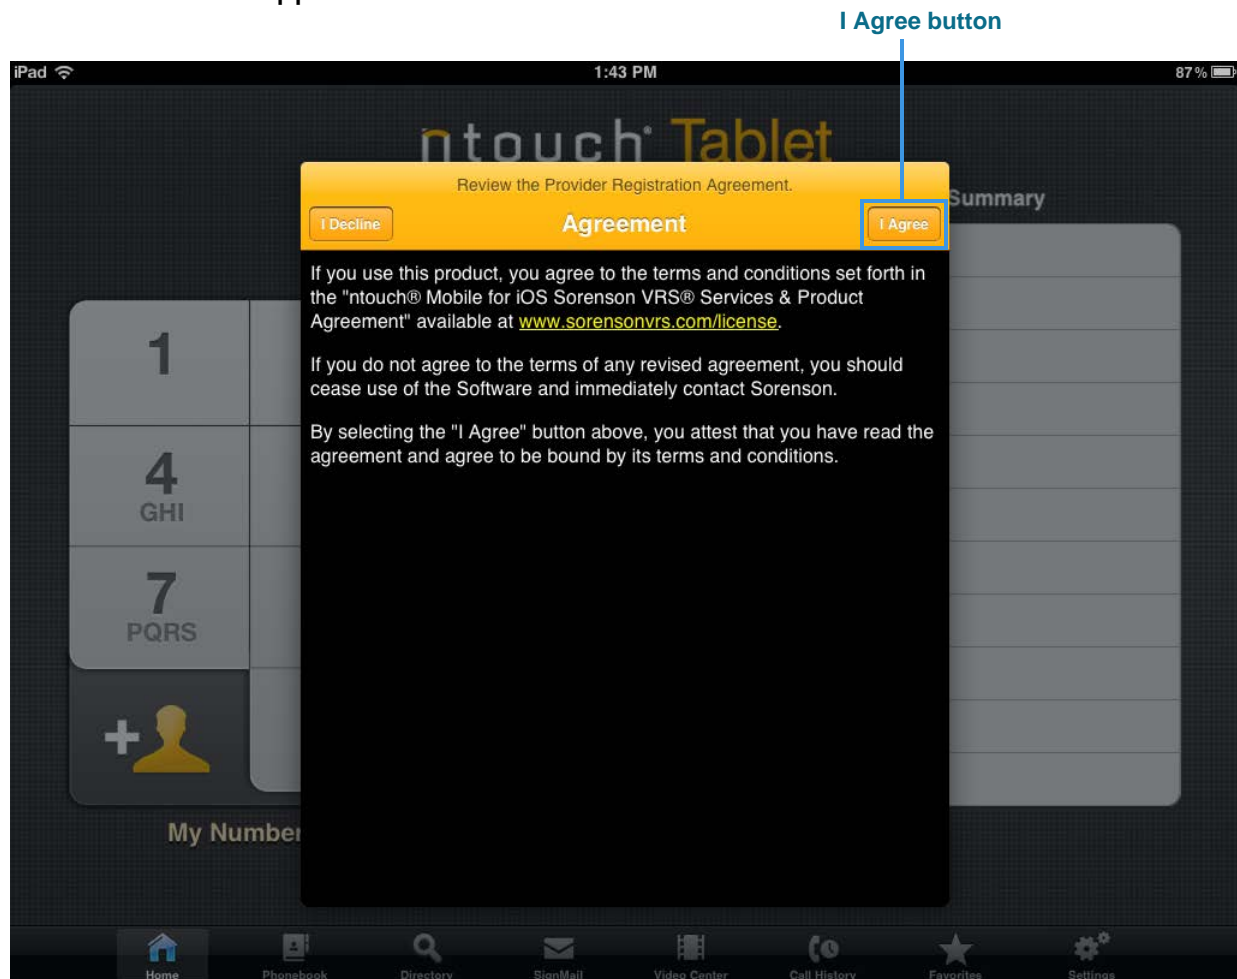 I Agree button
iPad 1:43 PM 87%
ntouch® Tablet
Review the Provider Registration Agreement.
I Decline Agreement I Agree
Summary
If you use this product, you agree to the terms and conditions set forth in
the "ntouch® Mobile for iOS Sorenson VRS® Services & Product
Agreement" available at www.sorensonvrs.com/license.
If you do not agree to the terms of any revised agreement, you should
cease use of the Software and immediately contact Sorenson.
By selecting the "I Agree" button above, you attest that you have read the
agreement and agree to be bound by its terms and conditions.
1
4
GHI
7
PQRS
+
My Number
Home Phonebook Directory SignMail Video Center Call History Favorites Settings